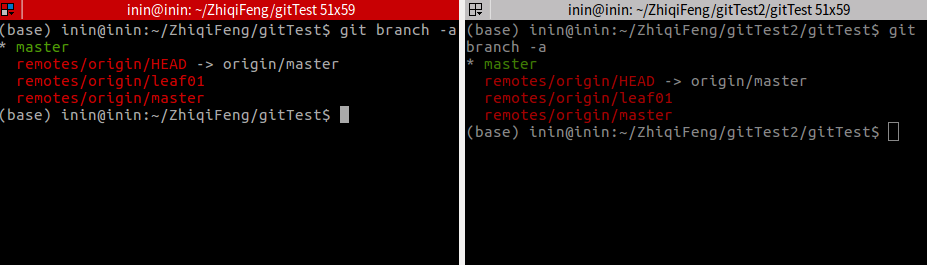 inin@inin: ~/ZhiqiFeng/gitTest 51x59
(base) inin@inin:~/ZhiqiFeng/gitTest$ git branch -a
* master
  remotes/origin/HEAD -> origin/master
  remotes/origin/leaf01
  remotes/origin/master
(base) inin@inin:~/ZhiqiFeng/gitTest$
inin@inin: ~/ZhiqiFeng/gitTest2/gitTest 51x59
(base) inin@inin:~/ZhiqiFeng/gitTest2/gitTest$ git
branch -a
* master
  remotes/origin/HEAD -> origin/master
  remotes/origin/leaf01
  remotes/origin/master
(base) inin@inin:~/ZhiqiFeng/gitTest2/gitTest$